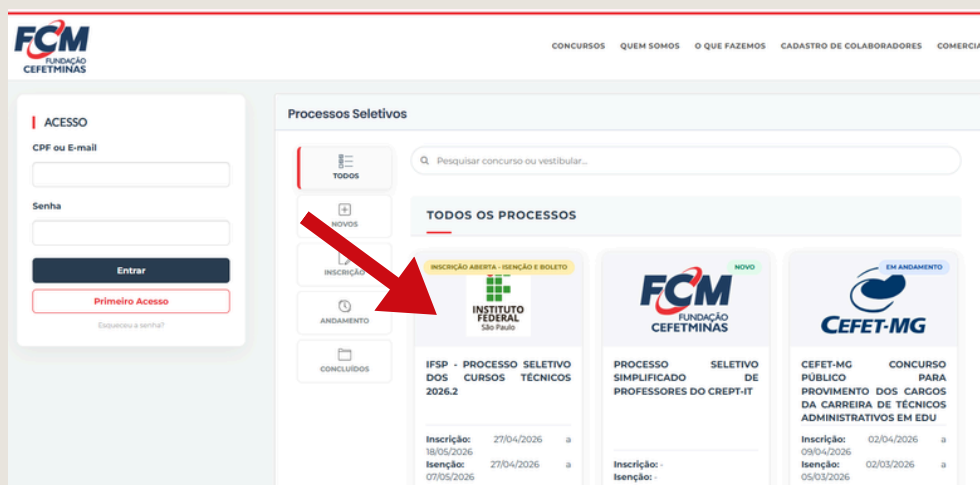 FCM
FUNDAÇÃO
CEFETMINAS
CONCURSOS QUEM SOMOS O QUE FAZEMOS CADASTRO DE COLABORADORES COMERCIA
ACESSO
CPF ou E-mail
Senha
Entrar
Primeiro Acesso
Esqueceu a senha?
Processos Seletivos
TODOS
NOVOS
INSCRIÇÃO
ANDAMENTO
CONCLUÍDOS
Pesquisar concurso ou vestibular...
TODOS OS PROCESSOS
INSCRIÇÃO ABERTA - ISENÇÃO E BOLETO
INSTITUTO
FEDERAL
São Paulo
IFSP - PROCESSO SELETIVO
DOS CURSOS TÉCNICOS
2026.2
Inscrição: 27/04/2026 a
18/05/2026
Isenção: 27/04/2026 a
07/05/2026
NOVO
FCM
FUNDAÇÃO
CEFETMINAS
PROCESSO SELETIVO
SIMPLIFICADO DE
PROFESSORES DO CREPT-IT
Inscrição: -
Isenção: -
EM ANDAMENTO
CEFET-MG
CEFET-MG CONCURSO
PÚBLICO PARA
PROVIMENTO DOS CARGOS
DA CARREIRA DE TÉCNICOS
ADMINISTRATIVOS EM EDU
Inscrição: 02/04/2026 a
09/04/2026
Isenção: 02/03/2026 a
05/03/2026